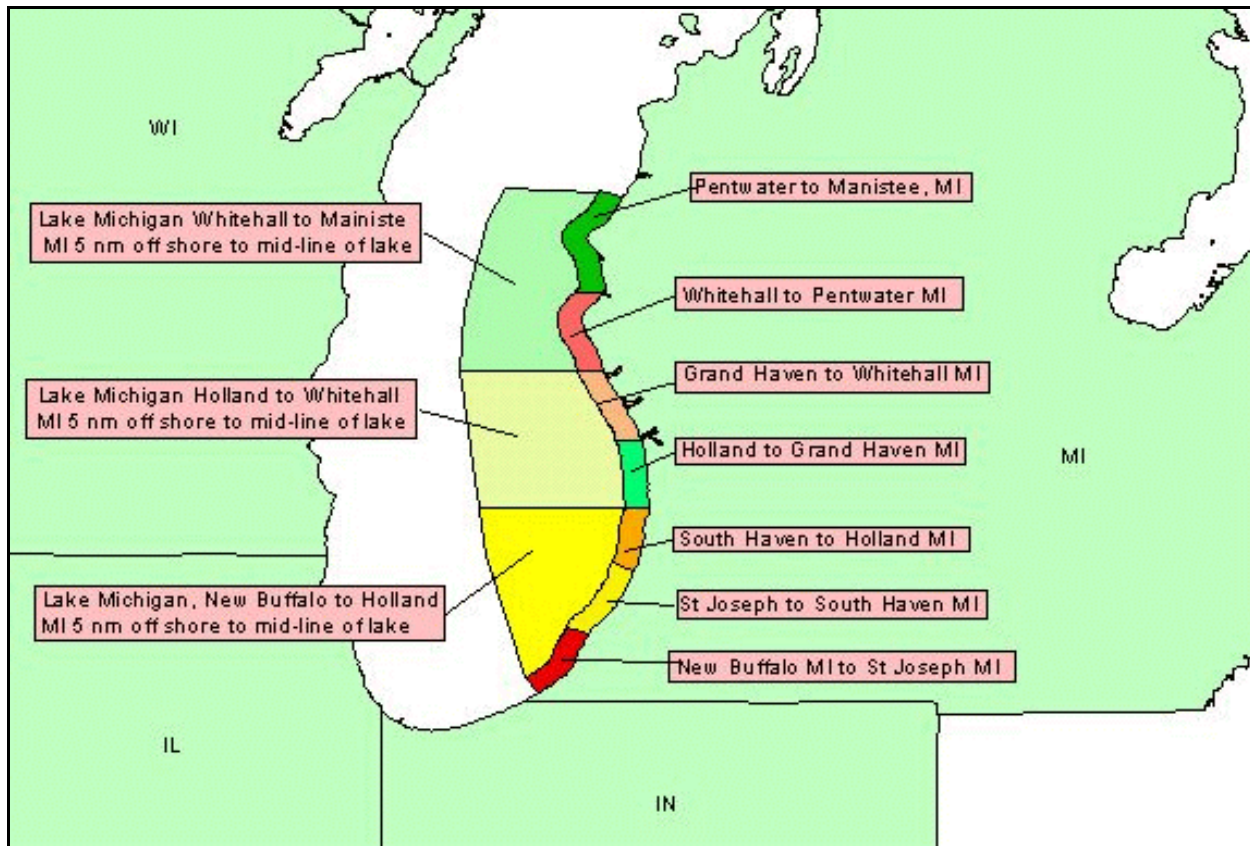 WI
Pentwater to Manistee, MI
Lake Michigan Whitehall to Mainiste
MI 5 nm off shore to mid-line of lake
Whitehall to Pentwater MI
Grand Haven to Whitehall MI
Lake Michigan Holland to Whitehall
MI 5 nm off shore to mid-line of lake
Holland to Grand Haven MI
MI
South Haven to Holland MI
Lake Michigan, New Buffalo to Holland
MI 5 nm off shore to mid-line of lake
St Joseph to South Haven MI
New Buffalo MI to St Joseph MI
IL
IN